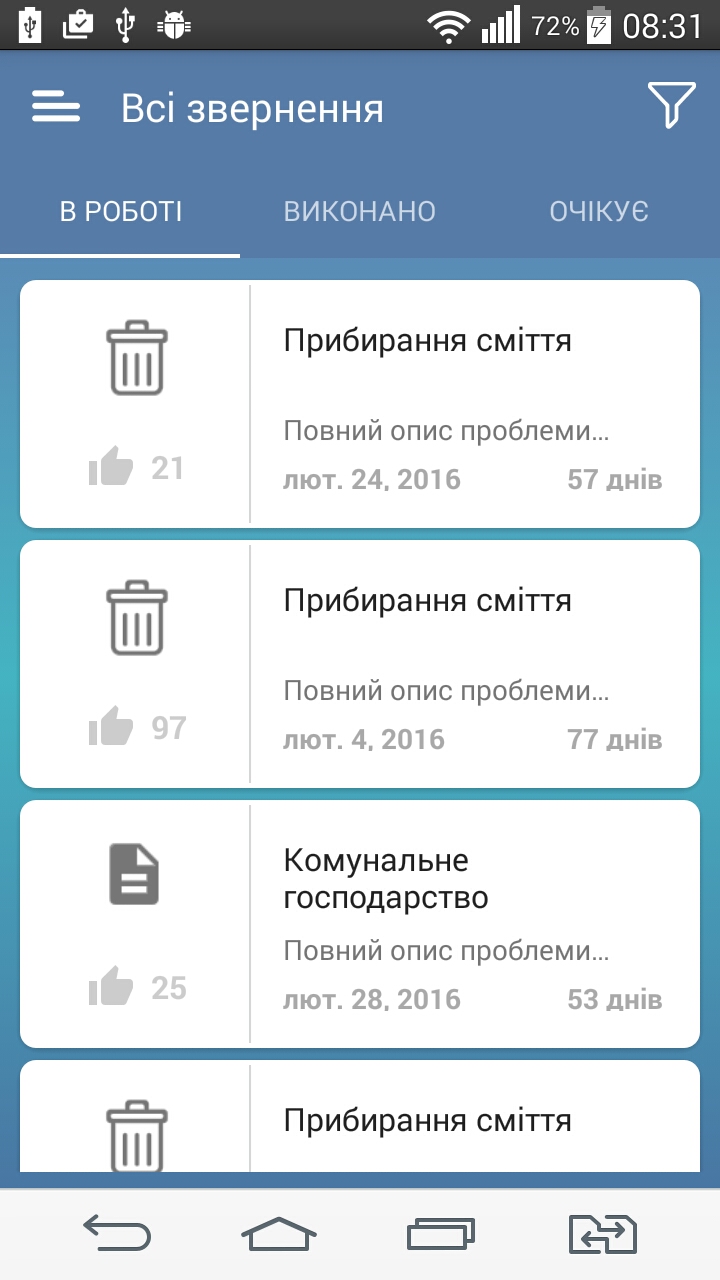 72% 08:31
Всі звернення
В РОБОТІ ВИКОНАНО ОЧІКУЄ
Прибирання сміття
Повний опис проблеми...
21
лют. 24, 2016 57 днів
Прибирання сміття
Повний опис проблеми...
97
лют. 4, 2016 77 днів
Комунальне
господарство
Повний опис проблеми...
25
лют. 28, 2016 53 днів
Прибирання сміття